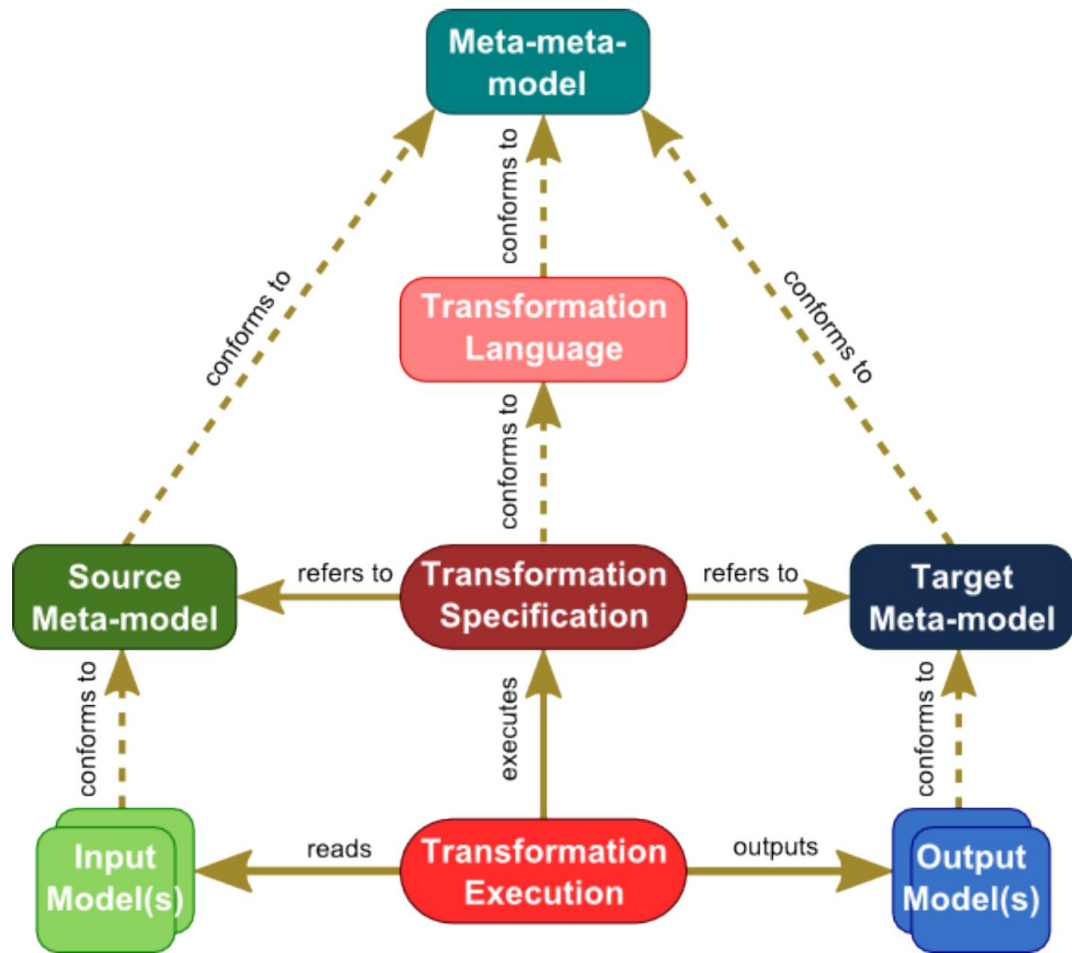 Meta-meta-
model
conforms to
conforms to
conforms to
Transformation
Language
conforms to
Source
Meta-model
refers to
Transformation
Specification
refers to
Target
Meta-model
conforms to
executes
conforms to
Input
Model(s)
reads
Transformation
Execution
outputs
Output
Model(s)